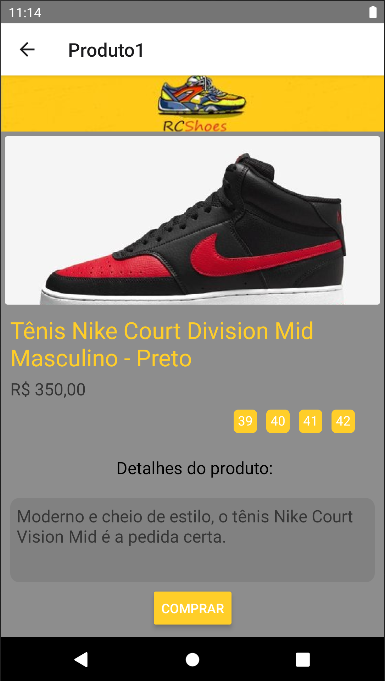 11:14
Produto1
RCShoes
Tênis Nike Court Division Mid
Masculino - Preto
R$ 350,00
39 40 41 42
Detalhes do produto:
Moderno e cheio de estilo, o tênis Nike Court
Vision Mid é a pedida certa.
COMPRAR